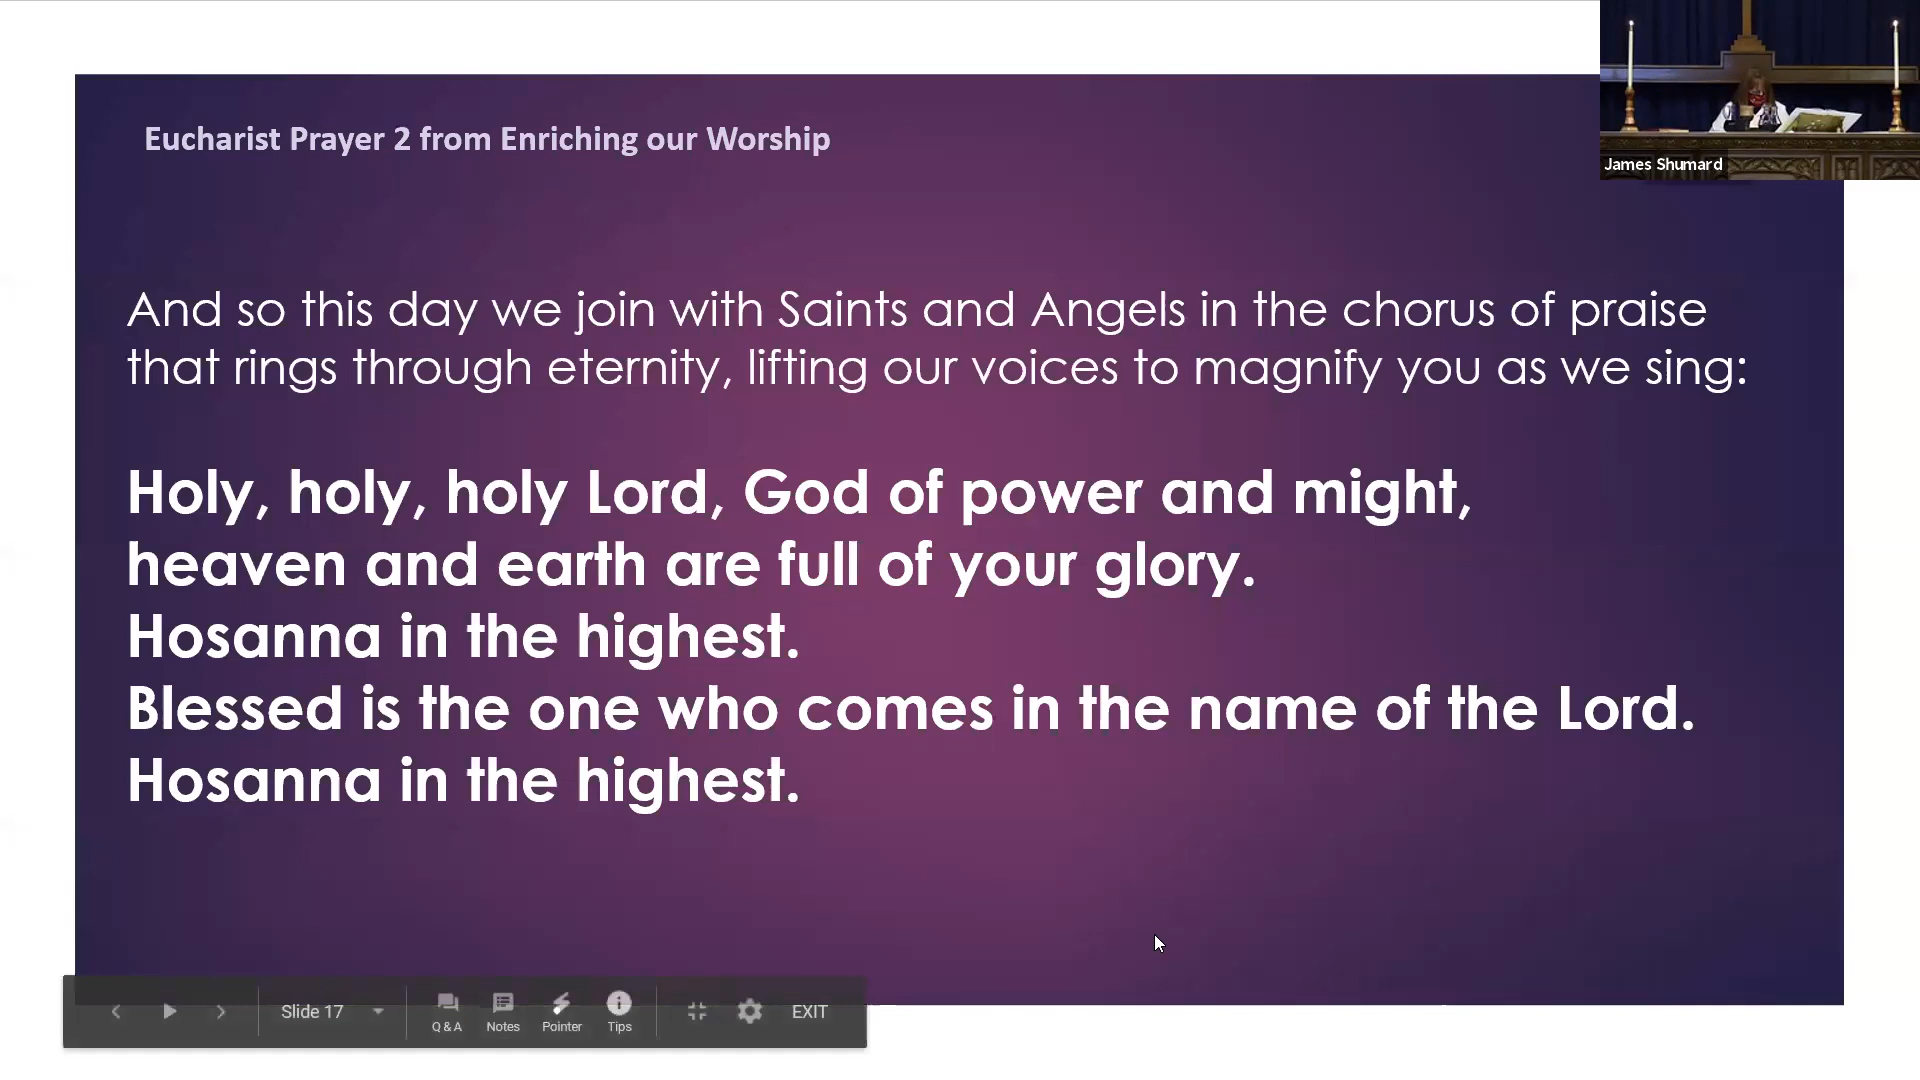 Eucharist Prayer 2 from Enriching our Worship
James Shumard
And so this day we join with Saints and Angels in the chorus of praise
that rings through eternity, lifting our voices to magnify you as we sing:
Holy, holy, holy Lord, God of power and might,
heaven and earth are full of your glory.
Hosanna in the highest.
Blessed is the one who comes in the name of the Lord.
Hosanna in the highest.
Slide 17
Q & A
Notes
Pointer
Tips
EXIT